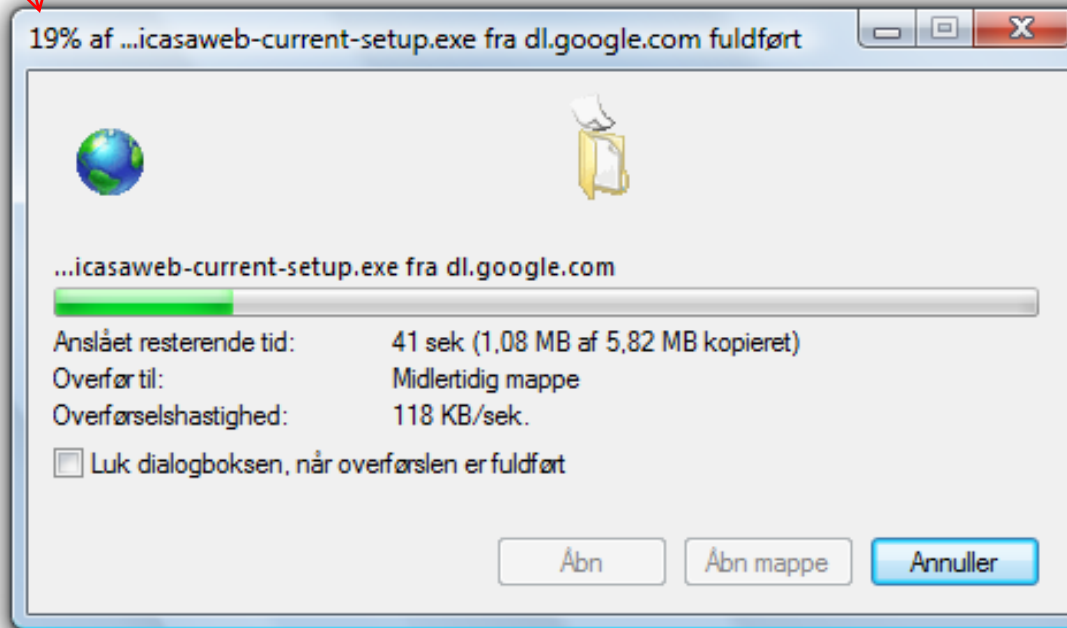 19% af ...icasaweb-current-setup.exe fra dl.google.com fuldført
...icasaweb-current-setup.exe fra dl.google.com
Anslået resterende tid: 41 sek (1,08 MB af 5,82 MB kopieret)
Overfør til: Midlertidig mappe
Overførselshastighed: 118 KB/sek.
Luk dialogboksen, når overførslen er fuldført
Åbn Åbn mappe Annuller